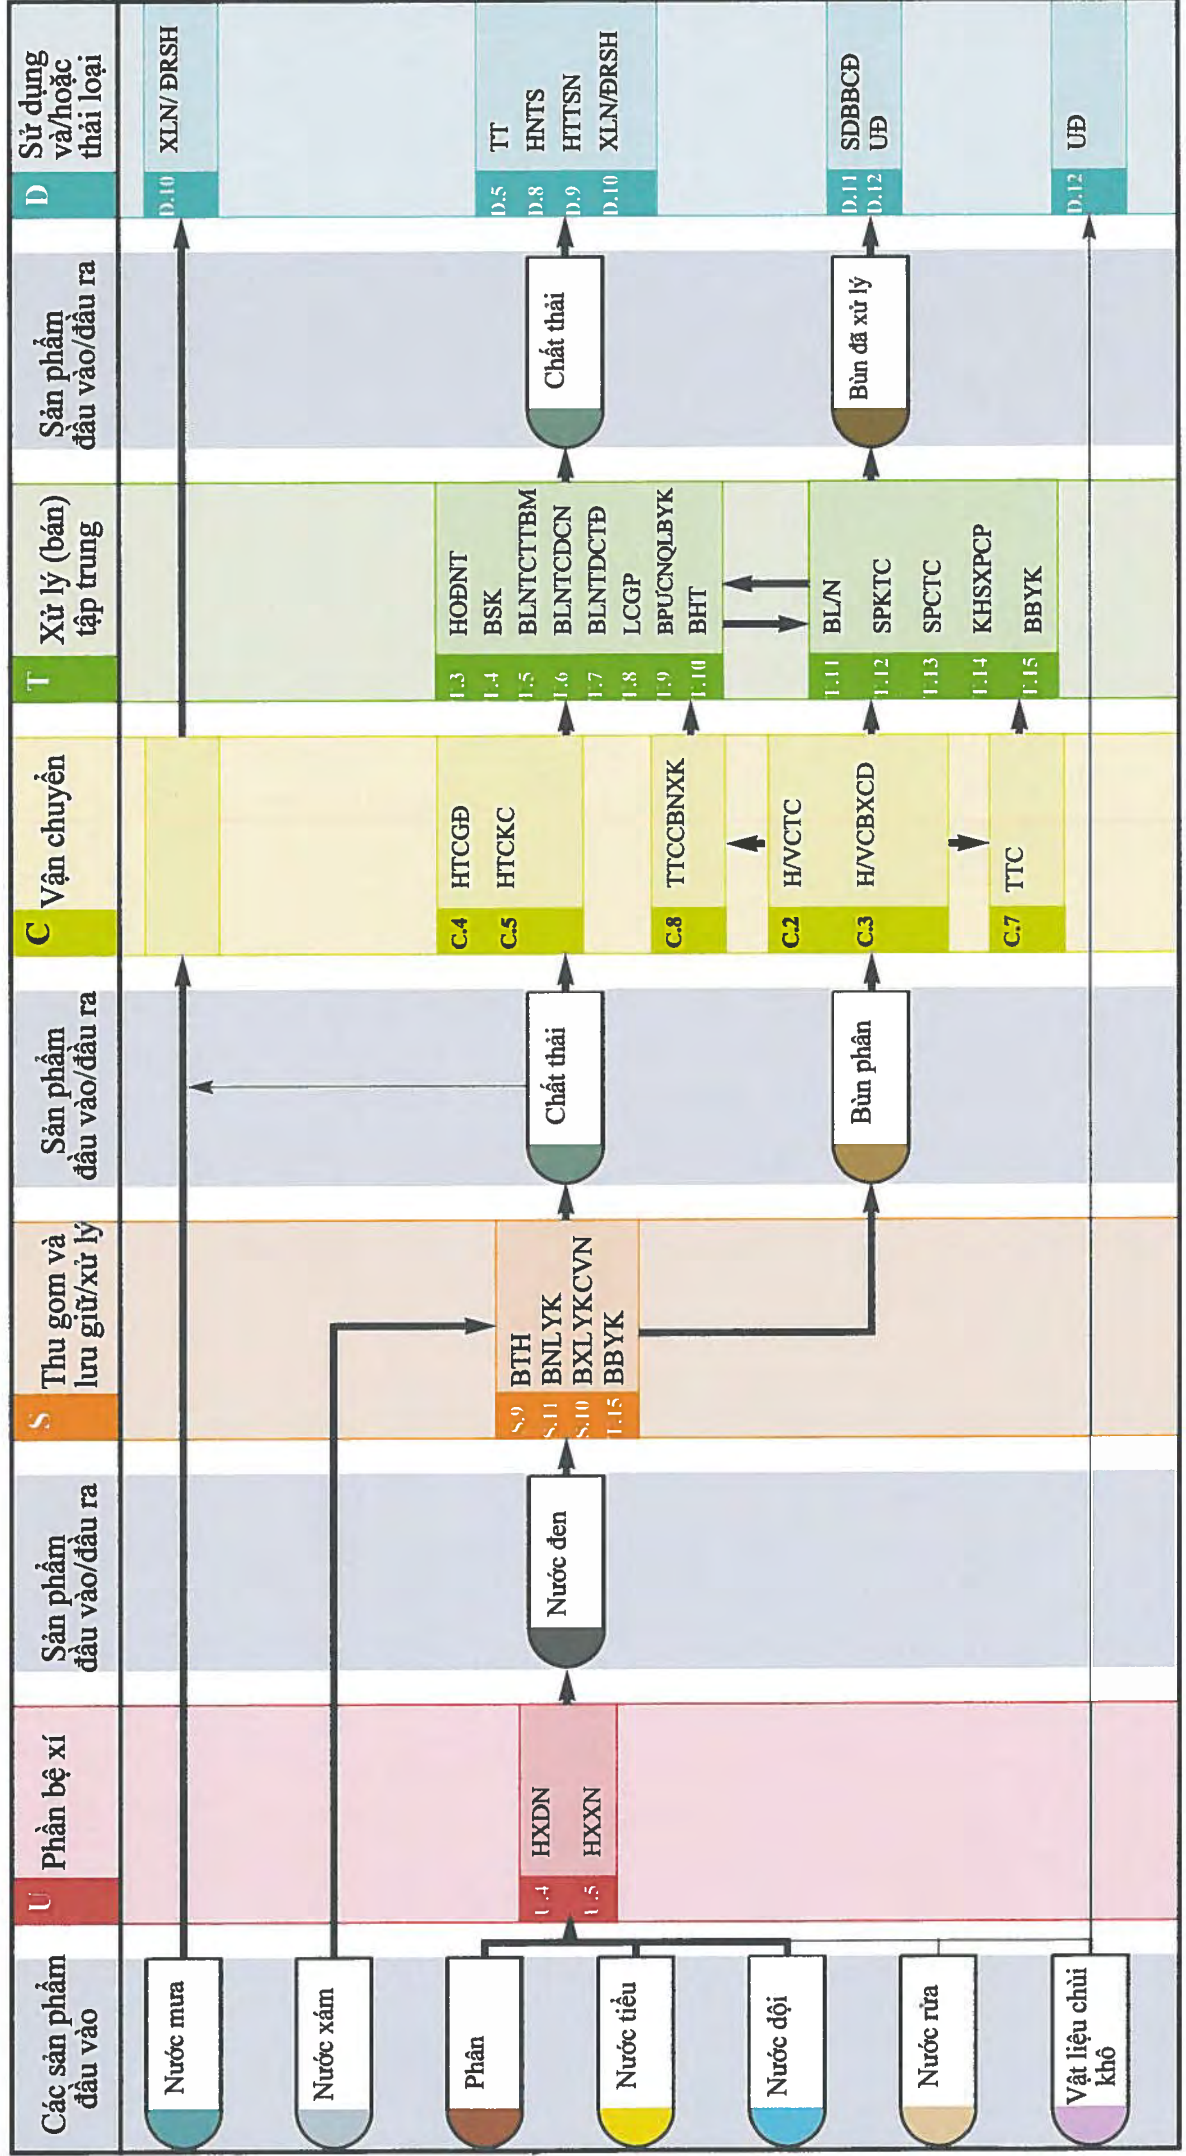 Các sản phẩm
đầu vào
U
Phần bệ xí
Sản phẩm
đầu vào/đầu ra
S
Thu gom và
lưu giữ/xử lý
Sản phẩm
đầu vào/đầu ra
C
Vận chuyển
T
Xử lý (bán)
tập trung
Sản phẩm
đầu vào/đầu ra
D
Sử dụng
và/hoặc
thải loại
Nước mưa
Nước xám
Phân
Nước tiểu
Nước dội
Nước rửa
Vật liệu chùi
khô
U.4 HXDN
U.5 HXXN
Nước đen
S.9 BTH
S.11 BNLYK
S.10 BXLYKCVN
T.15 BBYK
Chất thải
Bùn phân
C.4 HTCGĐ
C.5 HTCKC
C.8 TTCCBNXK
C.2 H/VCTC
C.3 H/VCBXCD
C.7 TTC
T.3 HOĐNT
T.4 BSK
T.5 BLNTCTTBM
T.6 BLNTCDCN
T.7 BLNTDCTĐ
T.8 LCGP
T.9 BPƯCNQLBYK
T.10 BHT
T.11 BL/N
T.12 SPKTC
T.13 SPCTC
T.14 KHSXPCP
T.15 BBYK
Chất thải
Bùn đã xử lý
D.10 XLN/ ĐRSH
D.5 TT
D.8 HNTS
D.9 HTTSN
D.10 XLN/ĐRSH
D.11 SDBBCĐ
D.12 UĐ
D.12 UĐ